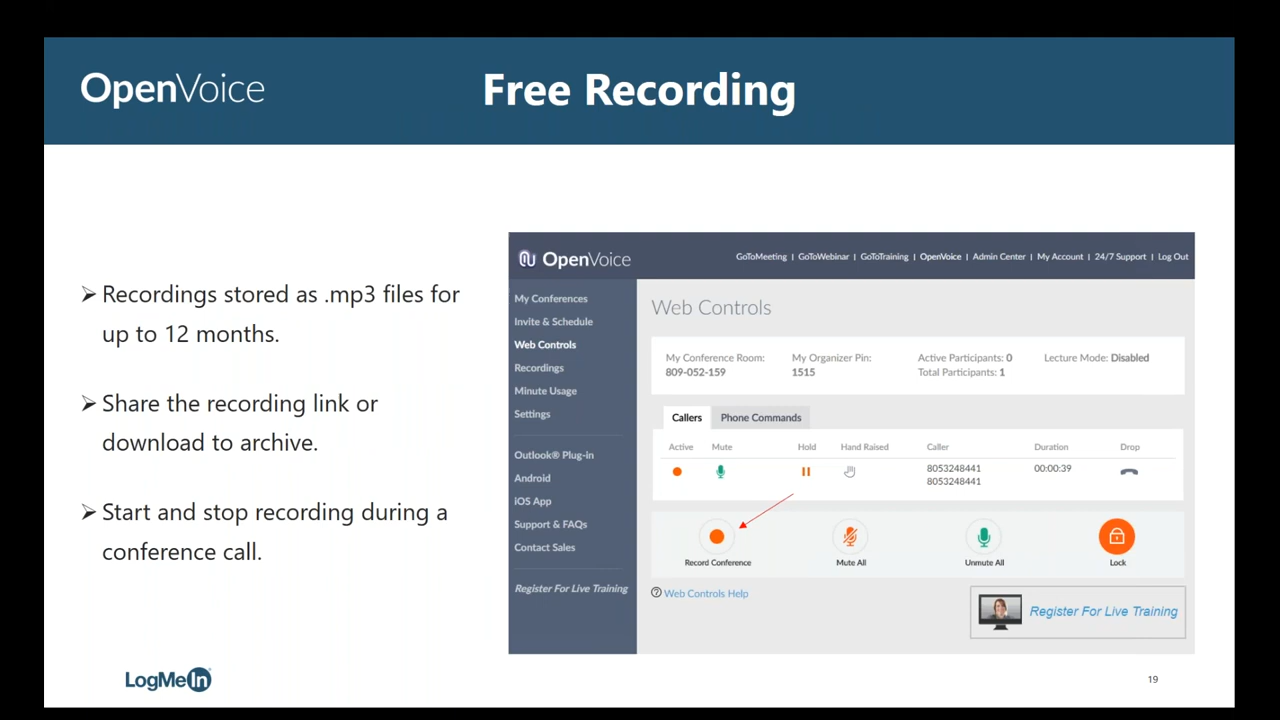 OpenVoice
Free Recording
➢ Recordings stored as .mp3 files for
up to 12 months.
➢ Share the recording link or
download to archive.
➢ Start and stop recording during a
conference call.
OpenVoice
GoToMeeting | GoToWebinar | GoToTraining | OpenVoice | Admin Center | My Account | 24/7 Support | Log Out
My Conferences
Invite & Schedule
Web Controls
Recordings
Minute Usage
Settings
Outlook® Plug-in
Android
iOS App
Support & FAQs
Contact Sales
Register For Live Training
Web Controls
My Conference Room: My Organizer Pin: Active Participants: 0 Lecture Mode: Disabled
809-052-159 1515 Total Participants: 1
Callers Phone Commands
Active Mute Hold Hand Raised Caller Duration Drop
8053248441 00:00:39
8053248441
Record Conference Mute All Unmute All Lock
Web Controls Help
Register For Live Training
LogMeIn
19